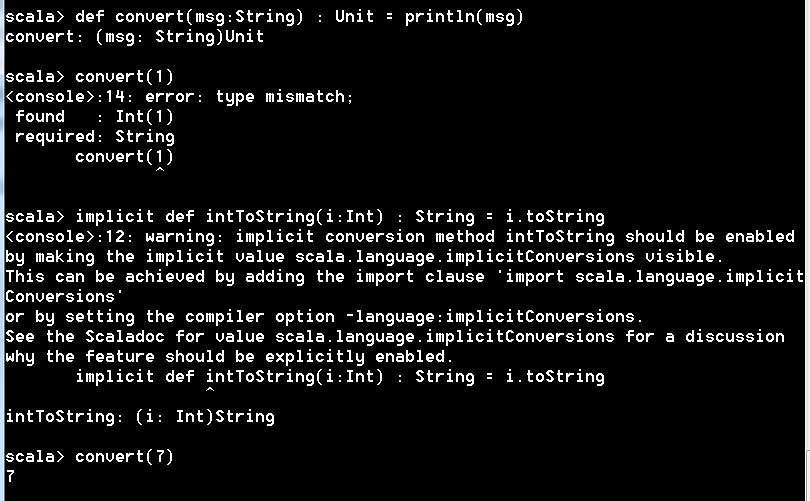 scala> def convert(msg:String) : Unit = println(msg)
convert: (msg: String)Unit
scala> convert(1)
<console>:14: error: type mismatch;
 found   : Int(1)
 required: String
       convert(1)
               ^
scala> implicit def intToString(i:Int) : String = i.toString
<console>:12: warning: implicit conversion method intToString should be enabled
by making the implicit value scala.language.implicitConversions visible.
This can be achieved by adding the import clause 'import scala.language.implicit
Conversions'
or by setting the compiler option -language:implicitConversions.
See the Scaladoc for value scala.language.implicitConversions for a discussion
why the feature should be explicitly enabled.
       implicit def intToString(i:Int) : String = i.toString
                    ^
intToString: (i: Int)String
scala> convert(7)
7